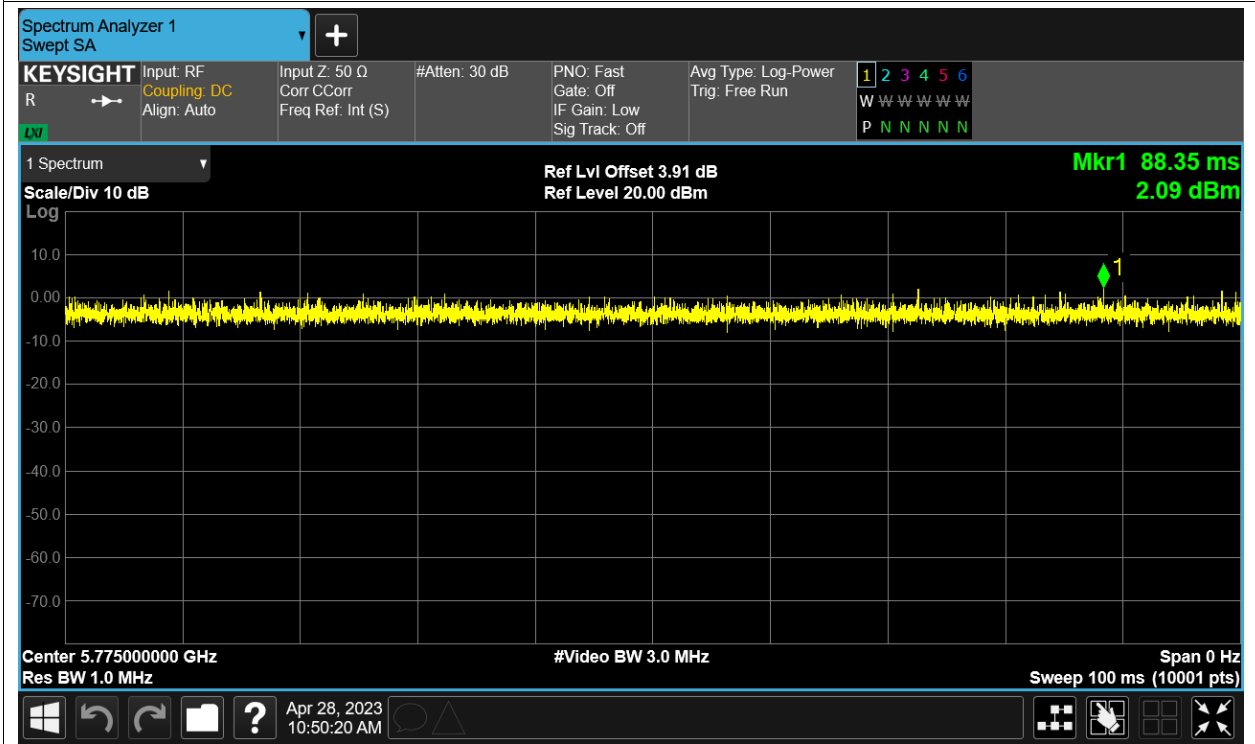 Spectrum Analyzer 1
Swept SA
+
KEYSIGHT
R
LXI
Input: RF
Coupling: DC
Align: Auto
Input Z: 50 Ω
Corr CCorr
Freq Ref: Int (S)
#Atten: 30 dB
PNO: Fast
Gate: Off
IF Gain: Low
Sig Track: Off
Avg Type: Log-Power
Trig: Free Run
1 2 3 4 5 6
W W W W W W
P N N N N N
1 Spectrum
Scale/Div 10 dB
Ref Lvl Offset 3.91 dB
Ref Level 20.00 dBm
Mkr1 88.35 ms
2.09 dBm
Log
10.0
0.00
-10.0
-20.0
-30.0
-40.0
-50.0
-60.0
-70.0
1
Center 5.775000000 GHz
Res BW 1.0 MHz
#Video BW 3.0 MHz
Span 0 Hz
Sweep 100 ms (10001 pts)
?
Apr 28, 2023
10:50:20 AM